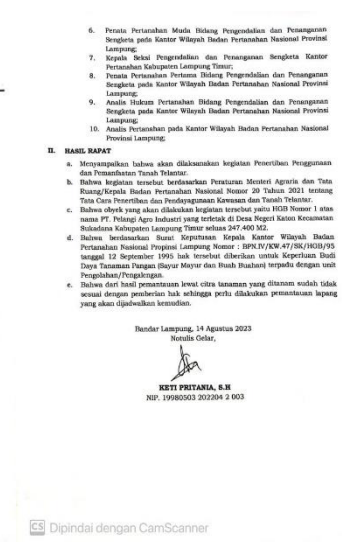 6. Penata Pertanahan Muda Bidang Pengendalian dan Penanganan
Sengketa pada Kantor Wilayah Badan Pertanahan Nasional Provinsi
Lampung;
7. Kepala Seksi Pengendalian dan Penanganan Sengketa Kantor
Pertanahan Kabupaten Lampung Timur;
8. Penata Pertanahan Pertama Bidang Pengendalian dan Penanganan
Sengketa pada Kantor Wilayah Badan Pertanahan Nasional Provinsi
Lampung;
9. Analis Hukum Pertanahan Bidang Pengendalian dan Penanganan
Sengketa pada Kantor Wilayah Badan Pertanahan Nasional Provinsi
Lampung;
10. Analis Pertanahan pada Kantor Wilayah Badan Pertanahan Nasional
Provinsi Lampung;
II. HASIL RAPAT
a. Menyampaikan bahwa akan dilaksanakan kegiatan Penertiban Penggunaan
dan Pemanfaatan Tanah Telantar.
b. Bahwa kegiatan tersebut berdasarkan Peraturan Menteri Agraria dan Tata
Ruang/Kepala Badan Pertanahan Nasional Nomor 20 Tahun 2021 tentang
Tata Cara Penertiban dan Pendayagunaan Kawasan dan Tanah Telantar.
c. Bahwa obyek yang akan dilakukan kegiatan tersebut yaitu HGB Nomor 1 atas
nama PT. Pelangi Agro Industri yang terletak di Desa Negeri Katon Kecamatan
Sukadana Kabupaten Lampung Timur seluas 247.400 M2.
d. Bahwa berdasarkan Surat Keputusan Kepala Kantor Wilayah Badan
Pertanahan Nasional Propinsi Lampung Nomor : BPN.IV/KW.47/SK/HGB/95
tanggal 12 September 1995 hak tersebut diberikan untuk Keperluan Budi
Daya Tanaman Pangan (Sayur Mayur dan Buah Buahan) terpadu dengan unit
Pengolahan/Pengalengan.
e. Bahwa dari hasil pemantauan lewat citra tanaman yang ditanam sudah tidak
sesuai dengan pemberian hak sehingga perlu dilakukan pemantauan lapang
yang akan dijadwalkan kemudian.
Bandar Lampung, 14 Agustua 2023
Notulis Gelar,
KETI PRITANIA, S.H
NIP. 19980503 202204 2 003
CS Dipindai dengan CamScanner